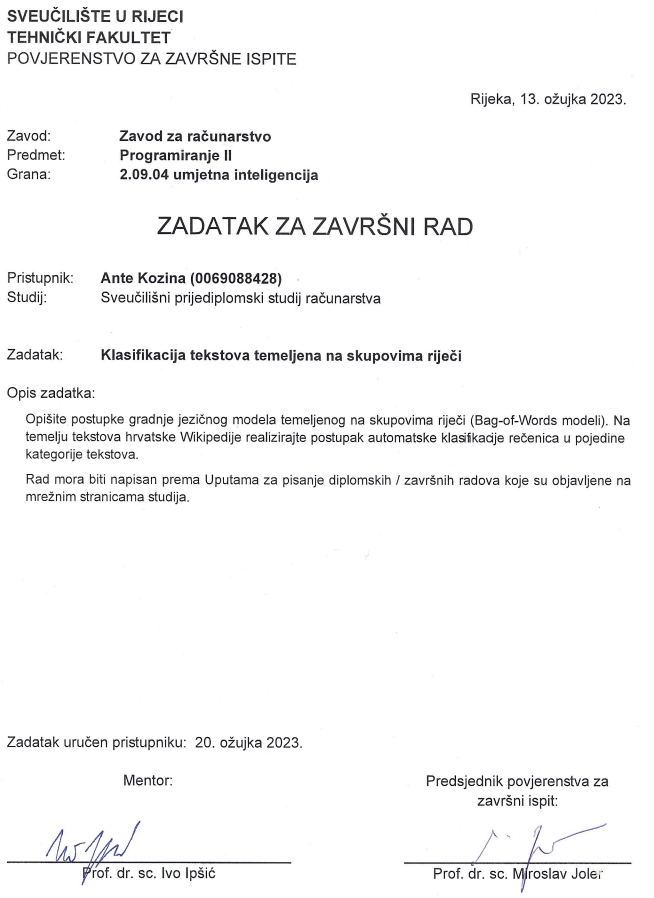 SVEUČILIŠTE U RIJECI
TEHNIČKI FAKULTET
POVJERENSTVO ZA ZAVRŠNE ISPITE
Rijeka, 13. ožujka 2023.
Zavod: Zavod za računarstvo
Predmet: Programiranje II
Grana: 2.09.04 umjetna inteligencija
ZADATAK ZA ZAVRŠNI RAD
Pristupnik: Ante Kozina (0069088428)
Studij: Sveučilišni prijediplomski studij računarstva
Zadatak: Klasifikacija tekstova temeljena na skupovima riječi
Opis zadatka:
Opišite postupke gradnje jezičnog modela temeljenog na skupovima riječi (Bag-of-Words modeli). Na
temelju tekstova hrvatske Wikipedije realizirajte postupak automatske klasifikacije rečenica u pojedine
kategorije tekstova.
Rad mora biti napisan prema Uputama za pisanje diplomskih / završnih radova koje su objavljene na
mrežnim stranicama studija.
Zadatak uručen pristupniku: 20. ožujka 2023.
Mentor:
Predsjednik povjerenstva za
završni ispit:
Prof. dr. sc. Ivo Ipšić
Prof. dr. sc. Miroslav Joler